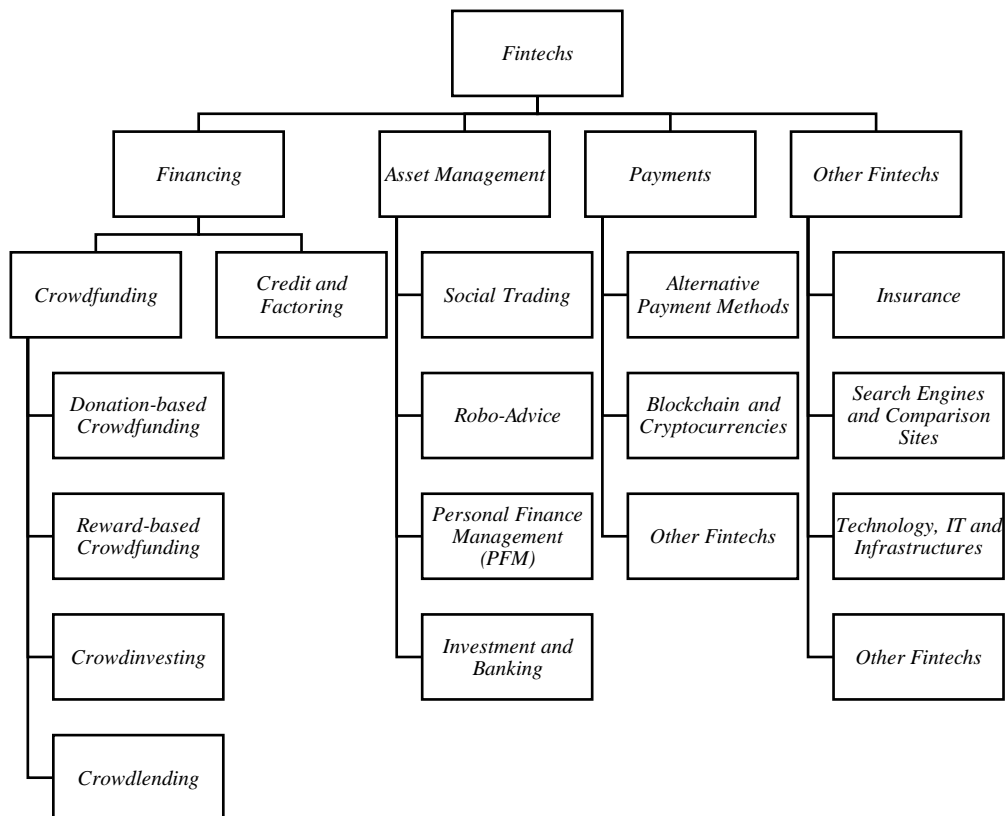 Fintechs
Financing
Asset Management
Payments
Other Fintechs
Crowdfunding
Credit and
Factoring
Social Trading
Alternative
Payment Methods
Insurance
Donation-based
Crowdfunding
Robo-Advice
Blockchain and
Cryptocurrencies
Search Engines
and Comparison
Sites
Reward-based
Crowdfunding
Personal Finance
Management
(PFM)
Other Fintechs
Technology, IT and
Infrastructures
Crowdinvesting
Investment and
Banking
Other Fintechs
Crowdlending